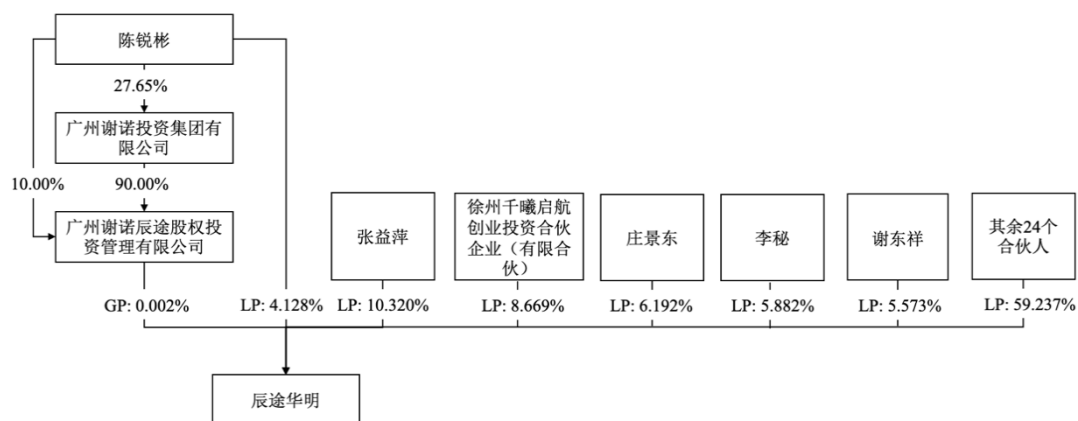 陈锐彬
27.65%
广州谢诺投资集团有
限公司
10.00%
90.00%
广州谢诺辰途股权投
资管理有限公司
张益萍
徐州千曦启航
创业投资合伙
企业（有限合
伙）
庄景东
李秘
谢东祥
其余24个
合伙人
GP: 0.002%
LP: 4.128%
LP: 10.320%
LP: 8.669%
LP: 6.192%
LP: 5.882%
LP: 5.573%
LP: 59.237%
辰途华明